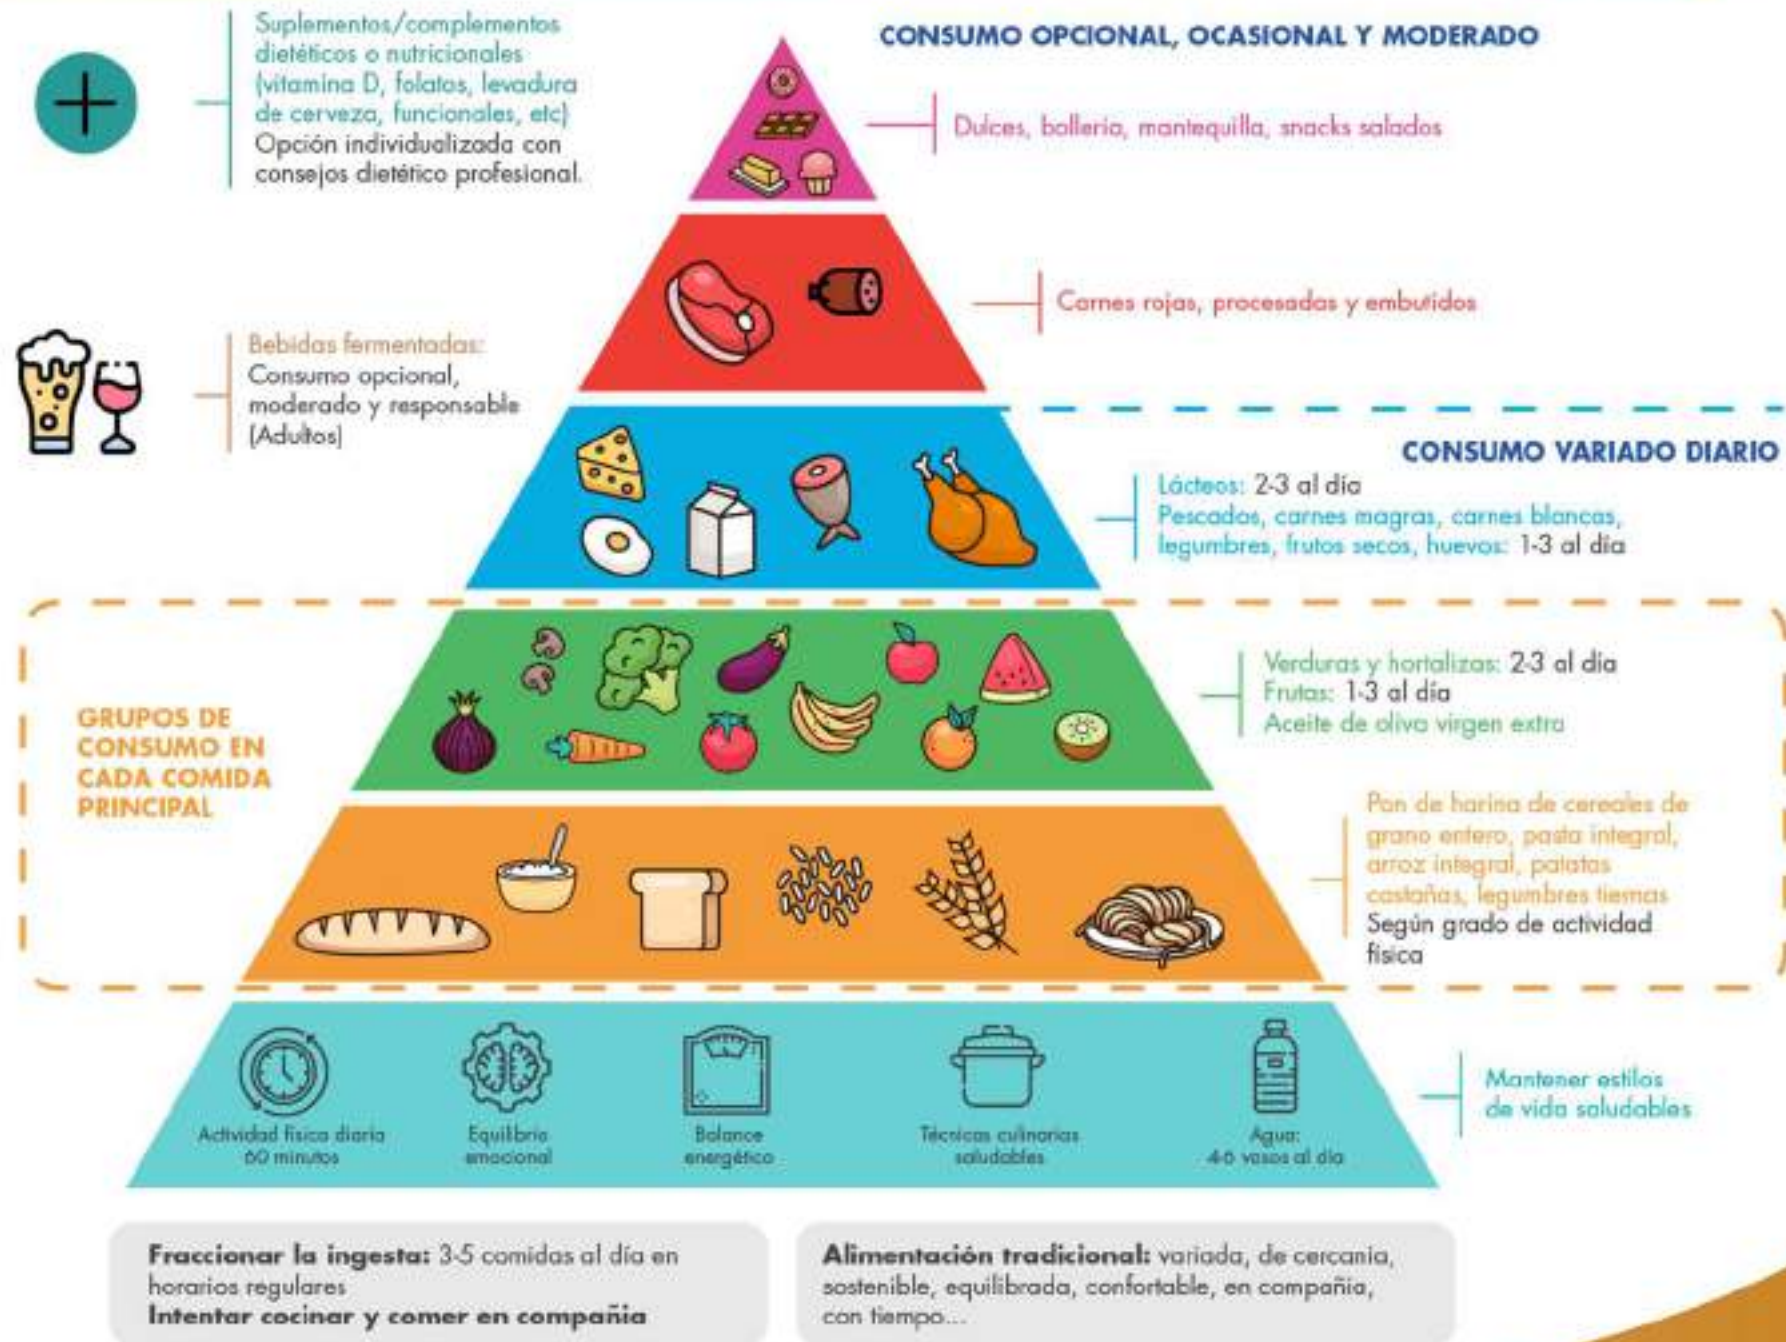 Suplementos/complementos
dietéticos o nutricionales
(vitamina D, folatos, levadura
de cerveza, funcionales, etc)
Opción individualizada con
consejos dietético profesional.
CONSUMO OPCIONAL, OCASIONAL Y MODERADO
Dulces, bollería, mantequilla, snacks salados
Carnes rojas, procesadas y embutidos
Bebidas fermentadas:
Consumo opcional,
moderado y responsable
(Adultos)
CONSUMO VARIADO DIARIO
Lácteos: 2-3 al día
Pescados, carnes magras, carnes blancas,
legumbres, frutos secos, huevos: 1-3 al día
GRUPOS DE
CONSUMO EN
CADA COMIDA
PRINCIPAL
Verduras y hortalizas: 2-3 al día
Frutas: 1-3 al día
Aceite de oliva virgen extra
Pan de harina de cereales de
grano entero, pasta integral,
arroz integral, patatas
castañas, legumbres tiernas
Según grado de actividad
física
Actividad física diaria
60 minutos
Equilibrio
emocional
Balance
energético
Técnicas culinarias
saludables
Agua:
4-6 vasos al día
Mantener estilos
de vida saludables
Fraccionar la ingesta: 3-5 comidas al día en
horarios regulares
Intentar cocinar y comer en compañía
Alimentación tradicional: variada, de cercanía,
sostenible, equilibrada, confortable, en compañía,
con tiempo...